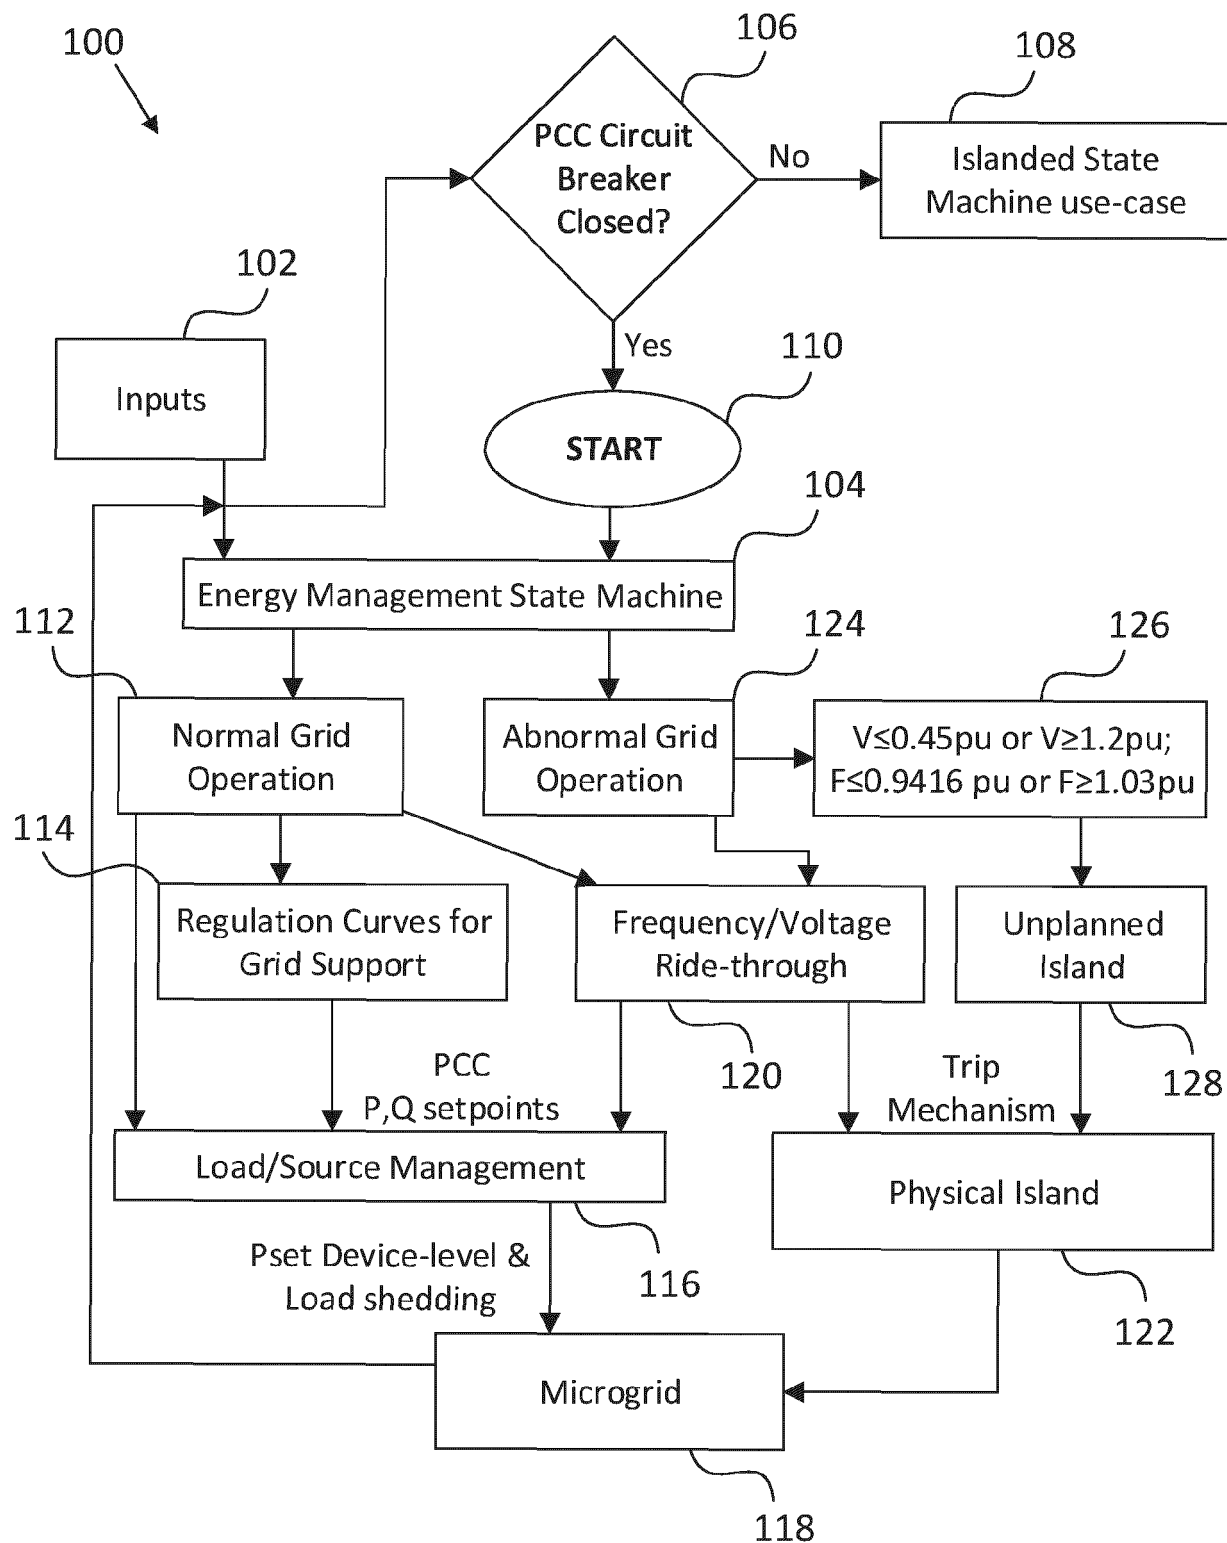 100
106
108
PCC Circuit
Breaker
Closed?
No
Islanded State
Machine use-case
102
Inputs
Yes
110
START
104
Energy Management State Machine
112
124
126
Normal Grid
Operation
Abnormal Grid
Operation
V≤0.45pu or V≥1.2pu;
F≤0.9416 pu or F≥1.03pu
114
Regulation Curves for
Grid Support
Frequency/Voltage
Ride-through
Unplanned
Island
PCC
P,Q setpoints
120
Trip
Mechanism
128
Load/Source Management
Physical Island
Pset Device-level &
Load shedding
116
122
Microgrid
118